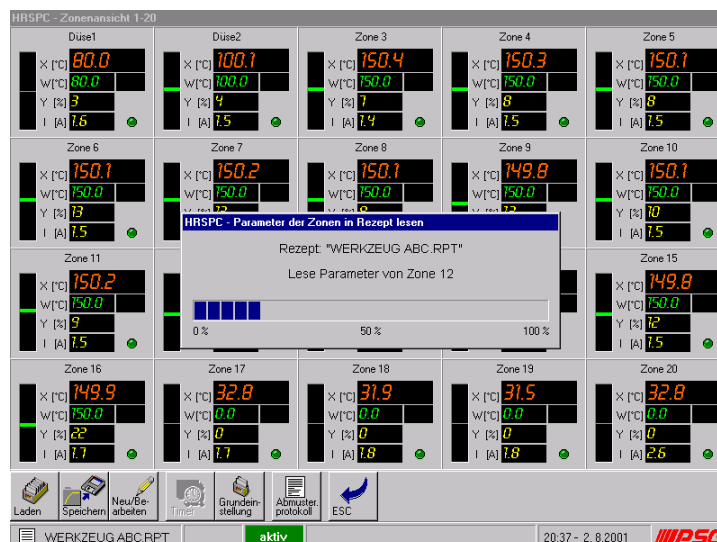 HRSPC - Zonenansicht 1-20
Düse1 Düse2 Zone 3 Zone 4 Zone 5
X [°C] 80.0 X [°C] 100.1 X [°C] 150.4 X [°C] 150.3 X [°C] 150.1
W[°C] 80.0 W[°C] 100.0 W[°C] 150.0 W[°C] 150.0 W[°C] 150.0
Y [%] 3 Y [%] 4 Y [%] 7 Y [%] 8 Y [%] 8
I [A] 1.6 I [A] 1.5 I [A] 1.4 I [A] 1.5 I [A] 1.5
Zone 6 Zone 7 Zone 8 Zone 9 Zone 10
X [°C] 150.1 X [°C] 150.2 X [°C] 150.1 X [°C] 149.8 X [°C] 150.1
W[°C] 150.0 W[°C] 150.0 W[°C] 150.0 W[°C] 150.0 W[°C] 150.0
Y [%] 13 Y [%] Y [%] Y [%] Y [%] 10
I [A] 1.5 I [A] 1.5
HRSPC - Parameter der Zonen in Rezept lesen
Rezept: "WERKZEUG ABC.RPT"
Lese Parameter von Zone 12
0 % 50 % 100 %
Zone 11 Zone 15
X [°C] 150.2 X [°C] 149.8
W[°C] 150.0 W[°C] 150.0
Y [%] 9 Y [%] 12
I [A] 1.5 I [A] 1.5
Zone 16 Zone 17 Zone 18 Zone 19 Zone 20
X [°C] 149.9 X [°C] 32.8 X [°C] 31.9 X [°C] 31.5 X [°C] 32.8
W[°C] 150.0 W[°C] 0.0 W[°C] 0.0 W[°C] 0.0 W[°C] 0.0
Y [%] 22 Y [%] 0 Y [%] 0 Y [%] 0 Y [%] 0
I [A] 1.7 I [A] 1.7 I [A] 1.8 I [A] 1.8 I [A] 2.6
Laden Speichern Neu/Be-
arbeiten Timer Grundein-
stellung Abmuster.
protokoll ESC
WERKZEUG ABC.RPT aktiv 20:37 - 2. 8.2001 PSG